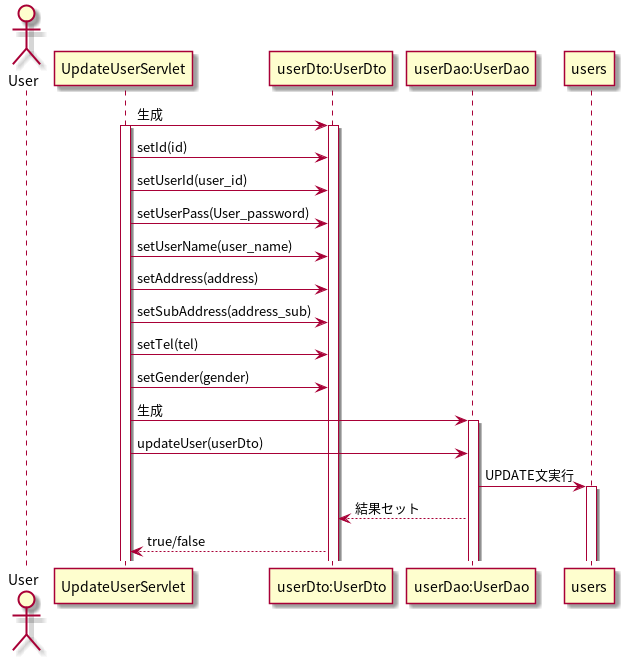 User
UpdateUserServlet
userDto:UserDto
userDao:UserDao
users
生成
setId(id)
setUserId(user_id)
setUserPass(User_password)
setUserName(user_name)
setAddress(address)
setSubAddress(address_sub)
setTel(tel)
setGender(gender)
生成
updateUser(userDto)
UPDATE文実行
結果セット
true/false
User
UpdateUserServlet
userDto:UserDto
userDao:UserDao
users